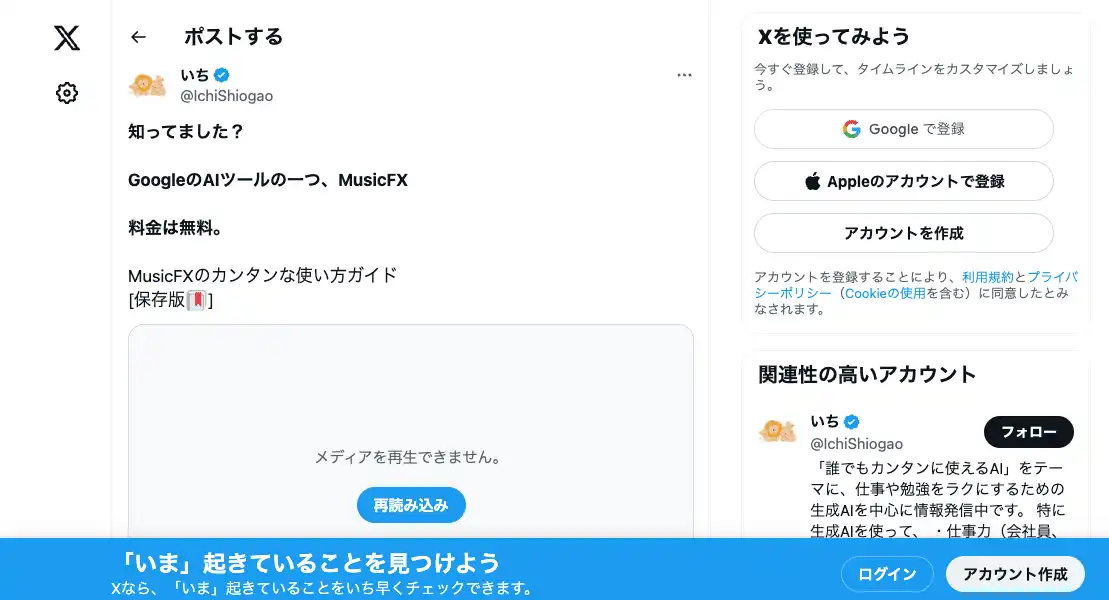 ポストする
いち
@IchiShiogao
知ってました？
GoogleのAIツールの一つ、MusicFX
料金は無料。
MusicFXのカンタンな使い方ガイド
[保存版]
メディアを再生できません。
再読み込み
Xを使ってみよう
今すぐ登録して、タイムラインをカスタマイズしましょ
う。
Google で登録
Appleのアカウントで登録
アカウントを作成
アカウントを登録することにより、利用規約とプライバ
シーポリシー（Cookieの使用を含む）に同意したとみ
なされます。
関連性の高いアカウント
いち
@IchiShiogao
フォロー
「誰でもカンタンに使えるAI」をテー
マに、仕事や勉強をラクにするための
生成AIを中心に情報発信中です。 特に
生成AIを使って、 ・仕事力（会社員、
「いま」起きていることを見つけよう
Xなら、「いま」起きていることをいち早くチェックできます。
ログイン
アカウント作成